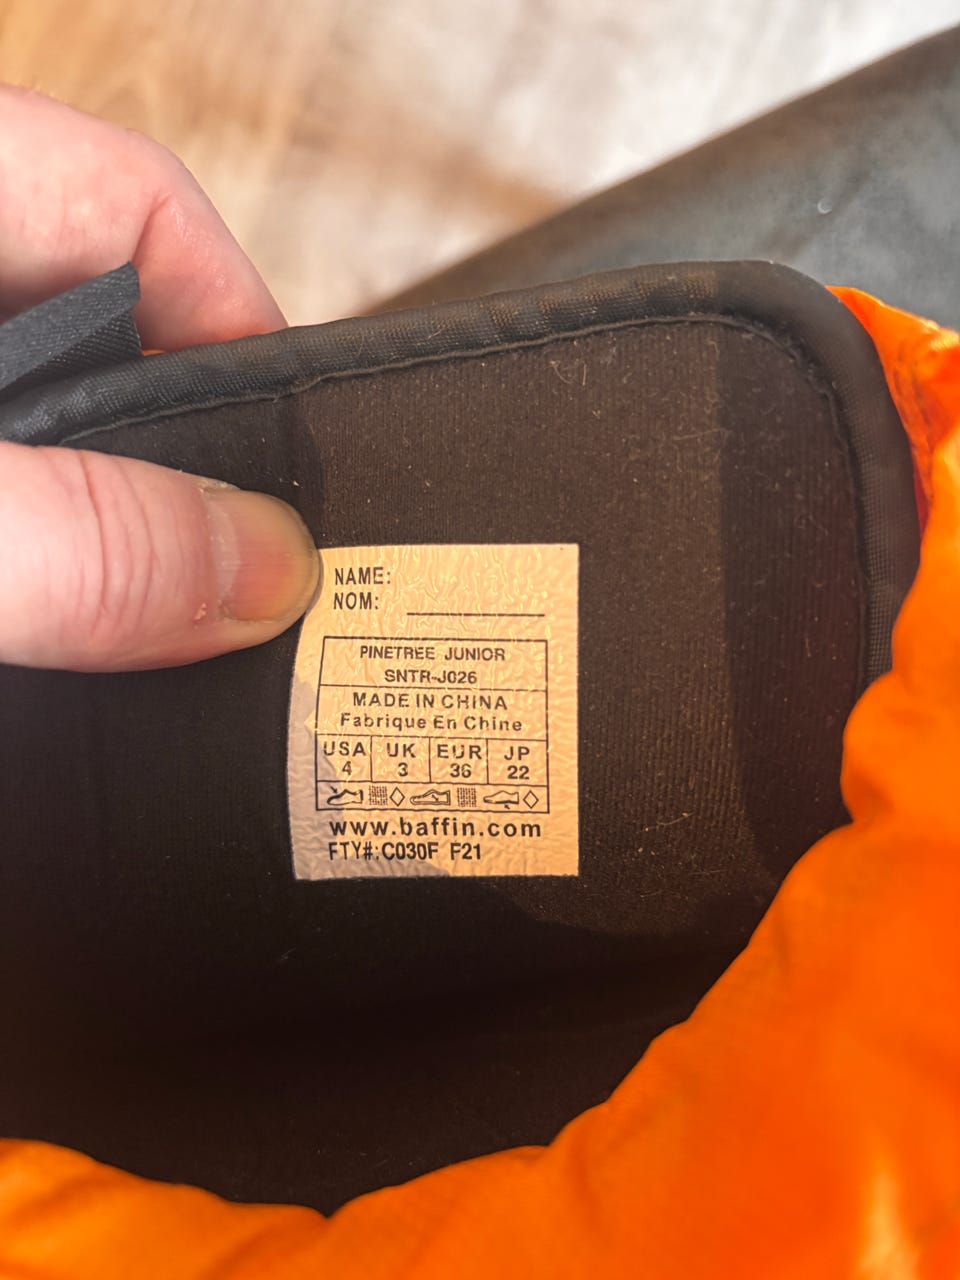 NAME:
NOM:
PINETREE JUNIOR
SNTR-J026
MADE IN CHINA
Fabrique En Chine
USA UK EUR JP
4 3 36 22
www.baffin.com
FTY#:C030F F21